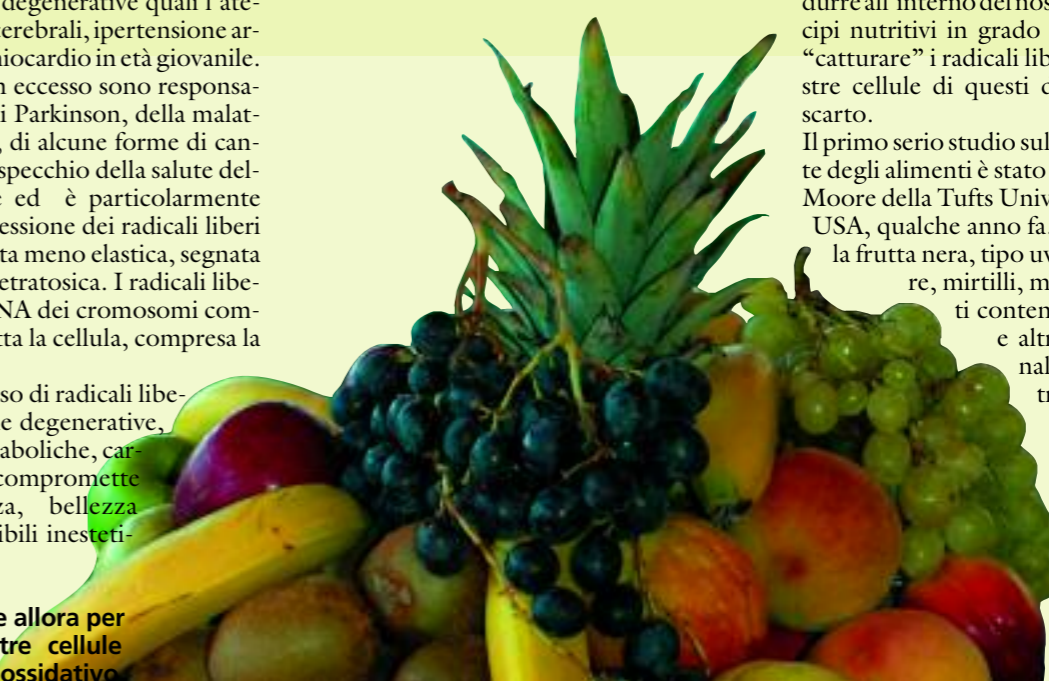 degenerative quali l'ate-
cerebrali, ipertensione ar-
miocardio in età giovanile.
n eccesso sono responsa-
i Parkinson, della malat-
, di alcune forme di can-
specchio della salute del-
e ed è particolarmente
essione dei radicali liberi
ta meno elastica, segnata
etratosica. I radicali libe-
NA dei cromosomi com-
tta la cellula, compresa la
so di radicali libe-
e degenerative,
aboliche, car-
compromette
za, bellezza
ibili inesteti-
e allora per
tre cellule
ossidativo
durre all'interno del nos
cipi nutritivi in grado
“catturare” i radicali lib
stre cellule di questi d
scarto.
Il primo serio studio sul
te degli alimenti è stato
Moore della Tufts Univ
USA, qualche anno fa.
la frutta nera, tipo uv
re, mirtilli, m
ti conten
e altr
nal
tr